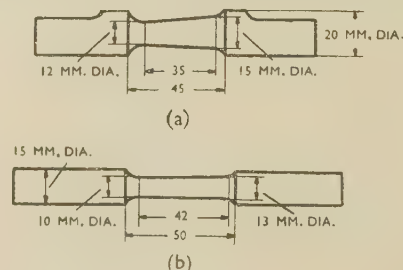 20 MM. DIA.
12 MM. DIA.
35
15 MM. DIA.
45
(a)
15 MM. DIA.
10 MM. DIA.
42
13 MM. DIA.
50
(b)